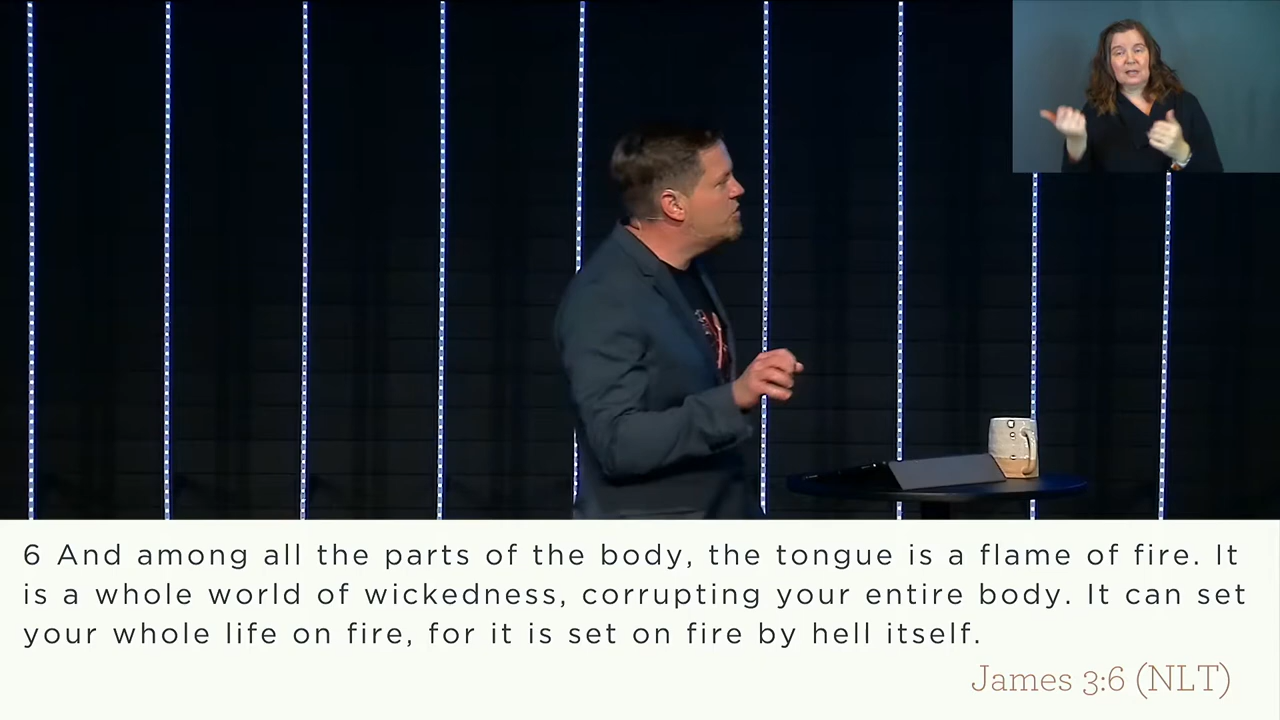 6 And among all the parts of the body, the tongue is a flame of fire. It
is a whole world of wickedness, corrupting your entire body. It can set
your whole life on fire, for it is set on fire by hell itself.
James 3:6 (NLT)